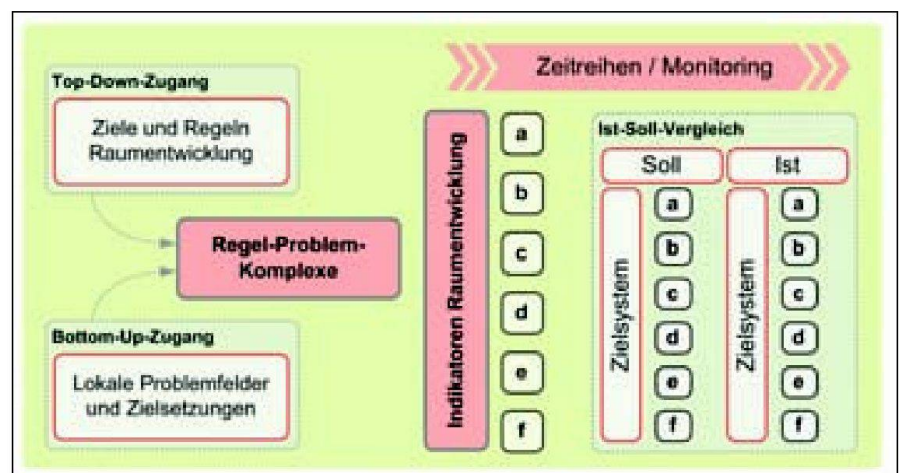 Zeitreihen / Monitoring
Top-Down-Zugang
Ziele und Regeln
Raumentwicklung
Regel-Problem-
Komplexe
Bottom-Up-Zugang
Lokale Problemfelder
und Zielsetzungen
Indikatoren Raumentwicklung
a
b
c
d
e
f
Ist-Soll-Vergleich
Soll
Zielsystem
a
b
c
d
e
f
Ist
Zielsystem
a
b
c
d
e
f